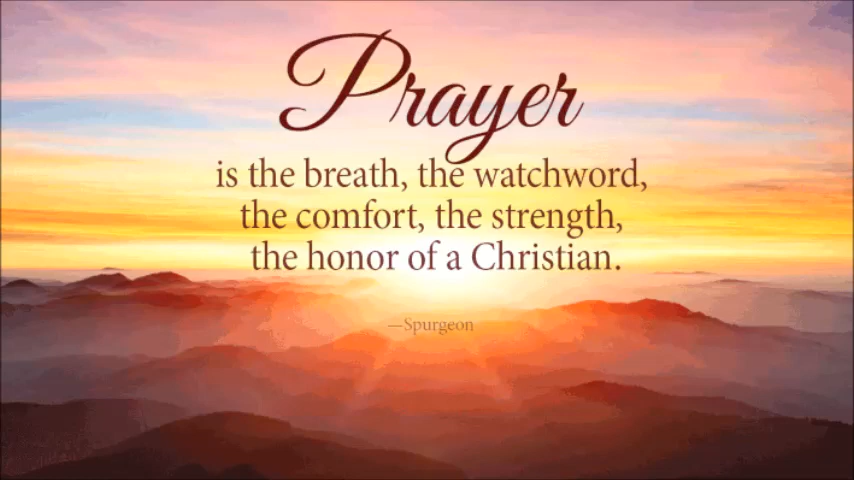 Prayer
is the breath, the watchword,
the comfort, the strength,
the honor of a Christian.
—Spurgeon